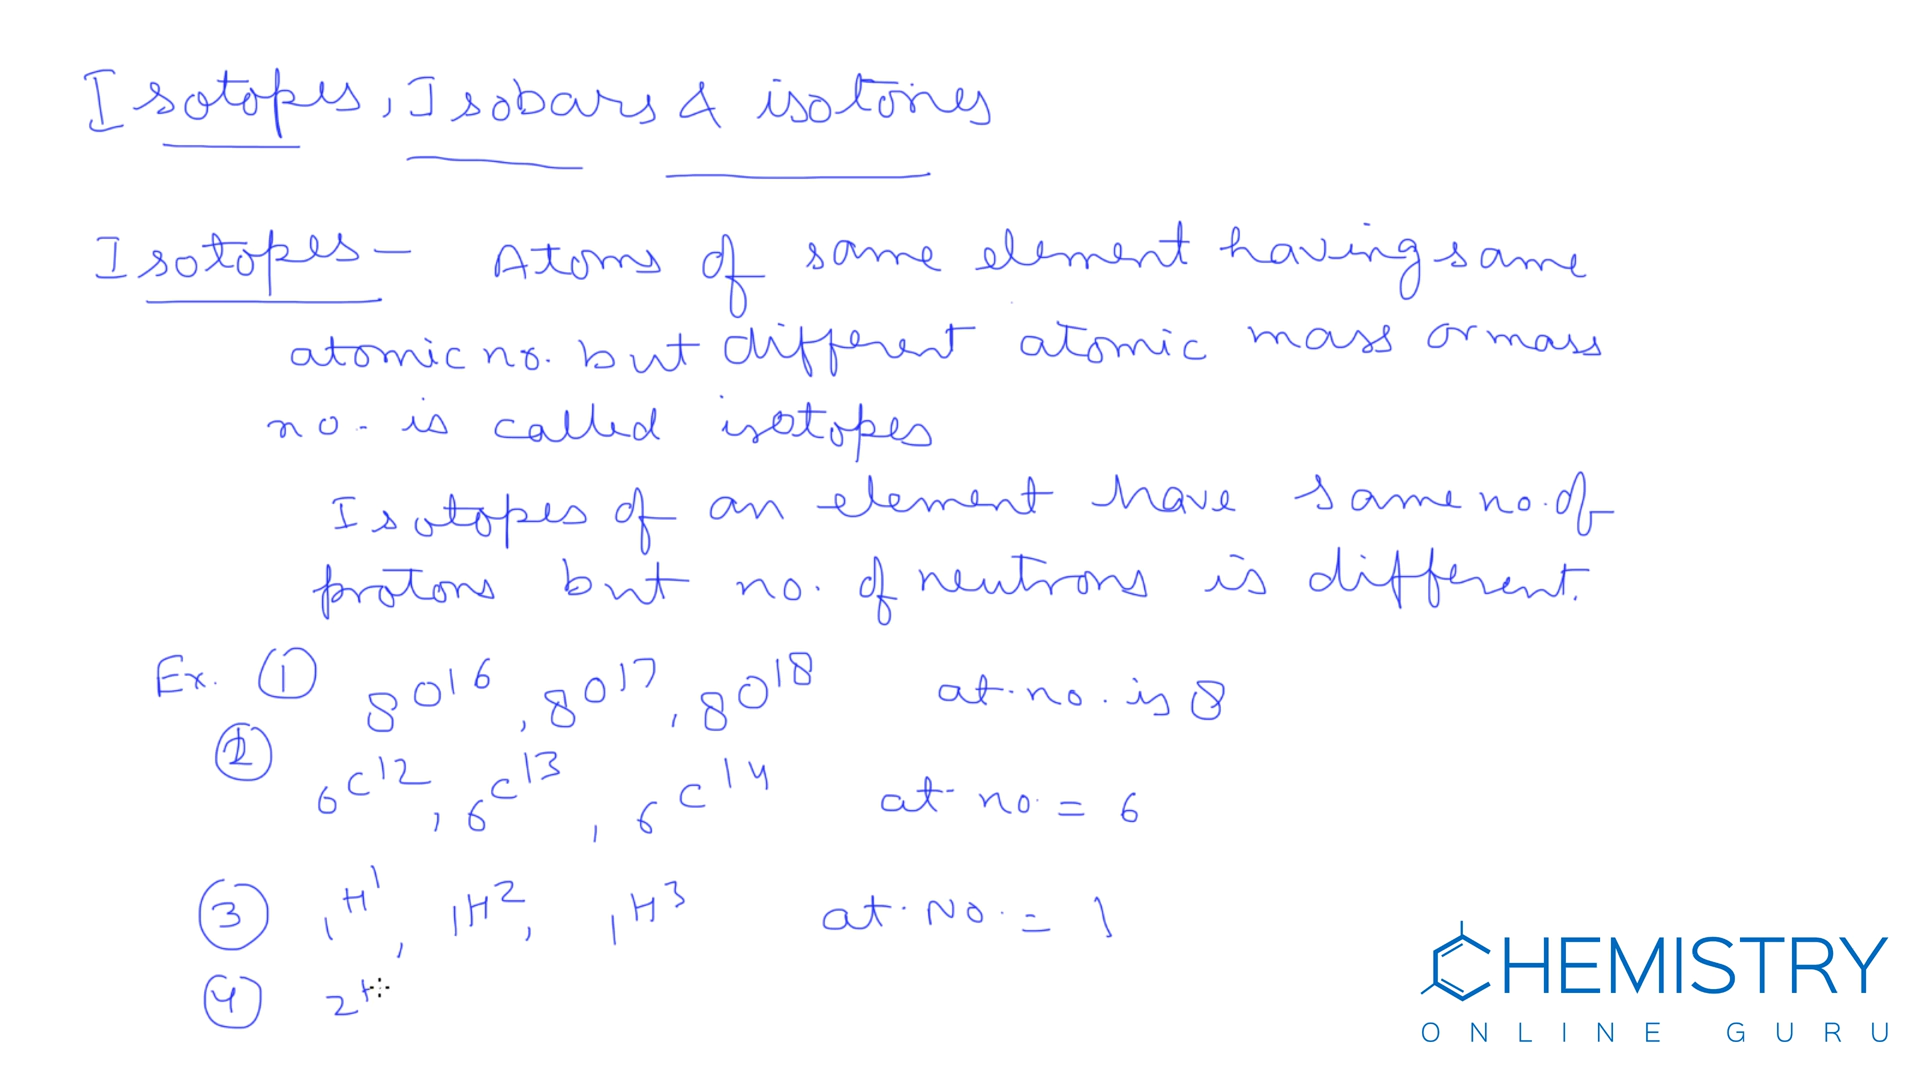 Isotopes, Isobars & isotones
Isotopes - Atoms of same element having same
atomic no. but different atomic mass or mass
no. is called isotopes
Isotopes of an element have same no. of
protons but no. of neutrons is different.
Ex. ① ₈O¹⁶, ₈O¹⁷, ₈O¹⁸ at. no. is 8
② ₆C¹², ₆C¹³, ₆C¹⁴ at. no. = 6
③ ₁H¹, ₁H², ₁H³ at. No. = 1
④ ₂
CHEMISTRY
ONLINE GURU